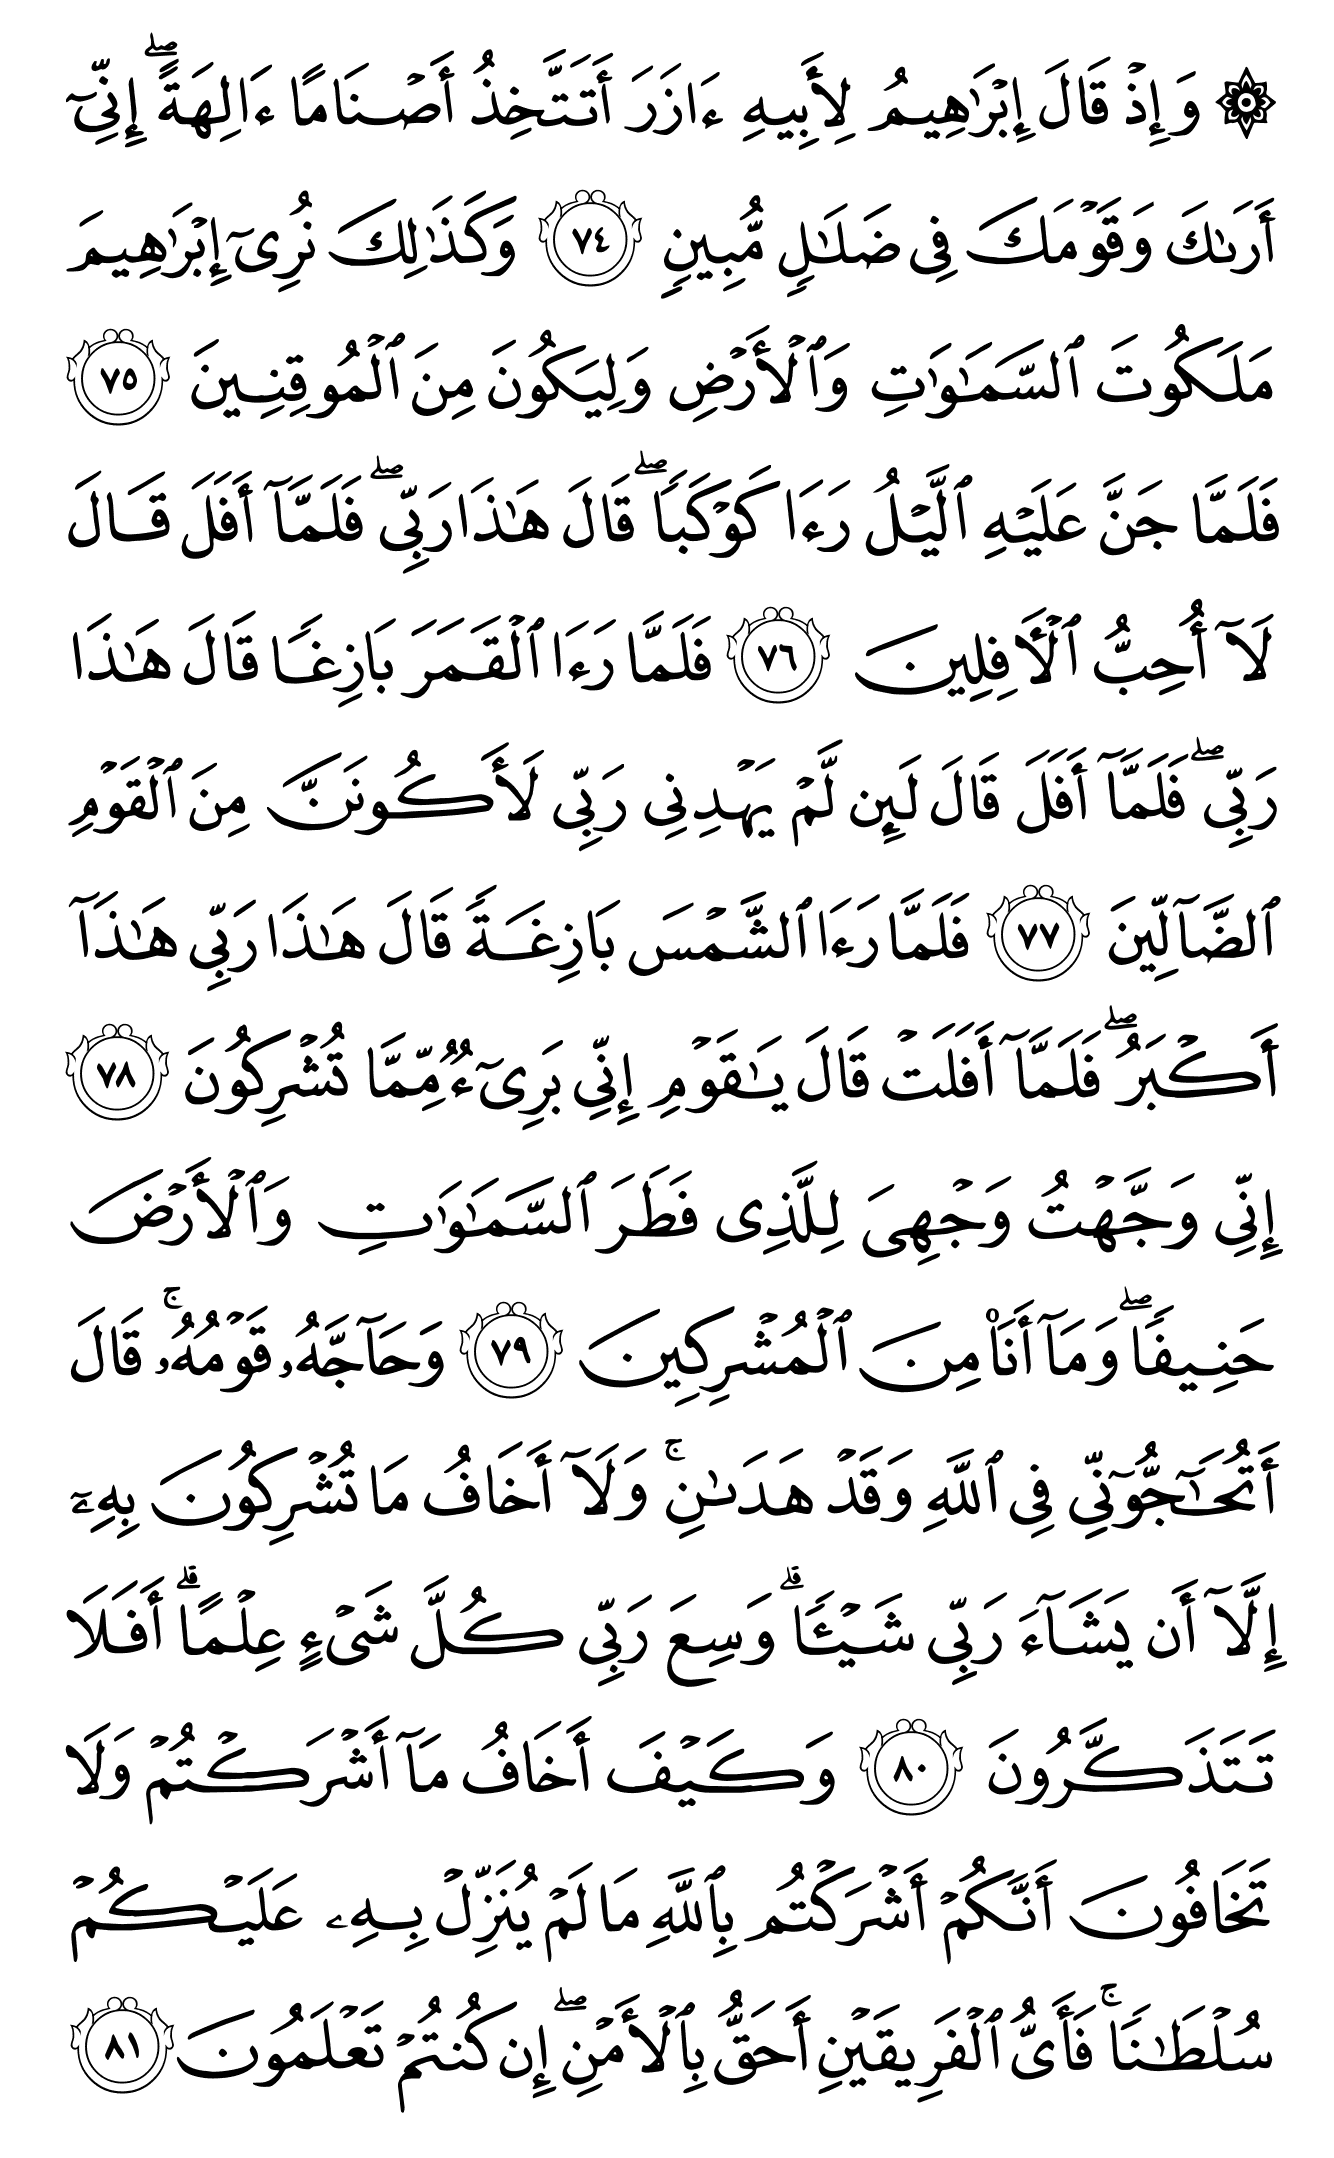 ۞ وَإِذۡ قَالَ إِبۡرَٰهِيمُ لِأَبِيهِ ءَازَرَ أَتَتَّخِذُ أَصۡنَامًا ءَالِهَةً ۖ إِنِّيٓ
أَرَىٰكَ وَقَوۡمَكَ فِي ضَلَٰلٖ مُّبِينٖ ٧٤ وَكَذَٰلِكَ نُرِيٓ إِبۡرَٰهِيمَ
مَلَكُوتَ ٱلسَّمَٰوَٰتِ وَٱلۡأَرۡضِ وَلِيَكُونَ مِنَ ٱلۡمُوقِنِينَ ٧٥
فَلَمَّا جَنَّ عَلَيۡهِ ٱلَّيۡلُ رَءَا كَوۡكَبٗا ۖ قَالَ هَٰذَا رَبِّي ۖ فَلَمَّآ أَفَلَ قَالَ
لَآ أُحِبُّ ٱلۡأٓفِلِينَ ٧٦ فَلَمَّا رَءَا ٱلۡقَمَرَ بَازِغٗا قَالَ هَٰذَا
رَبِّي ۖ فَلَمَّآ أَفَلَ قَالَ لَئِن لَّمۡ يَهۡدِنِي رَبِّي لَأَكُونَنَّ مِنَ ٱلۡقَوۡمِ
ٱلضَّآلِّينَ ٧٧ فَلَمَّا رَءَا ٱلشَّمۡسَ بَازِغَةٗ قَالَ هَٰذَا رَبِّي هَٰذَآ
أَكۡبَرُ ۖ فَلَمَّآ أَفَلَتۡ قَالَ يَٰقَوۡمِ إِنِّي بَرِيٓءٞ مِّمَّا تُشۡرِكُونَ ٧٨
إِنِّي وَجَّهۡتُ وَجۡهِيَ لِلَّذِي فَطَرَ ٱلسَّمَٰوَٰتِ وَٱلۡأَرۡضَ
حَنِيفٗا ۖ وَمَآ أَنَا۠ مِنَ ٱلۡمُشۡرِكِينَ ٧٩ وَحَآجَّهُۥ قَوۡمُهُۥ ۚ قَالَ
أَتُحَٰٓجُّوٓنِّي فِي ٱللَّهِ وَقَدۡ هَدَىٰنِ ۚ وَلَآ أَخَافُ مَا تُشۡرِكُونَ بِهِۦٓ
إِلَّآ أَن يَشَآءَ رَبِّي شَيۡـٔٗا ۗ وَسِعَ رَبِّي كُلَّ شَيۡءٍ عِلۡمًا ۗ أَفَلَا
تَتَذَكَّرُونَ ٨٠ وَكَيۡفَ أَخَافُ مَآ أَشۡرَكۡتُمۡ وَلَا
تَخَافُونَ أَنَّكُمۡ أَشۡرَكۡتُم بِٱللَّهِ مَا لَمۡ يُنَزِّلۡ بِهِۦ عَلَيۡكُمۡ
سُلۡطَٰنٗا ۚ فَأَيُّ ٱلۡفَرِيقَيۡنِ أَحَقُّ بِٱلۡأَمۡنِ ۖ إِن كُنتُمۡ تَعۡلَمُونَ ٨١